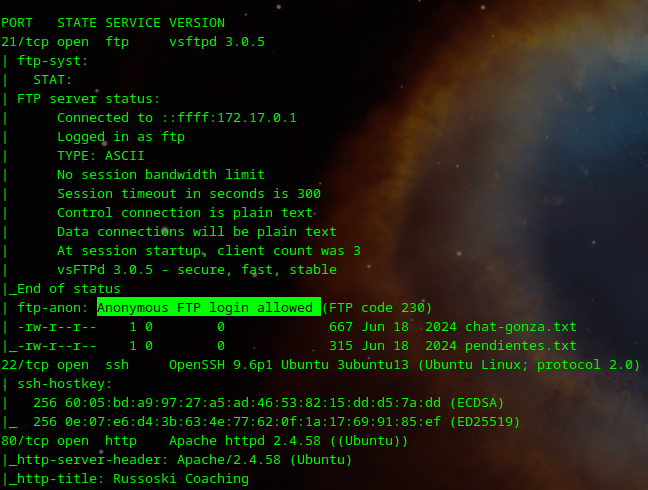 PORT   STATE SERVICE VERSION
21/tcp open  ftp     vsftpd 3.0.5
| ftp-syst:
|   STAT:
| FTP server status:
|      Connected to ::ffff:172.17.0.1
|      Logged in as ftp
|      TYPE: ASCII
|      No session bandwidth limit
|      Session timeout in seconds is 300
|      Control connection is plain text
|      Data connections will be plain text
|      At session startup, client count was 3
|      vsFTPd 3.0.5 - secure, fast, stable
|_End of status
| ftp-anon: Anonymous FTP login allowed (FTP code 230)
| -rw-r--r--    1 0        0             667 Jun 18  2024 chat-gonza.txt
|_-rw-r--r--    1 0        0             315 Jun 18  2024 pendientes.txt
22/tcp open  ssh     OpenSSH 9.6p1 Ubuntu 3ubuntu13 (Ubuntu Linux; protocol 2.0)
| ssh-hostkey:
|   256 60:05:bd:a9:97:27:a5:ad:46:53:82:15:dd:d5:7a:dd (ECDSA)
|_  256 0e:07:e6:d4:3b:63:4e:77:62:0f:1a:17:69:91:85:ef (ED25519)
80/tcp open  http    Apache httpd 2.4.58 ((Ubuntu))
|_http-server-header: Apache/2.4.58 (Ubuntu)
|_http-title: Russoski Coaching